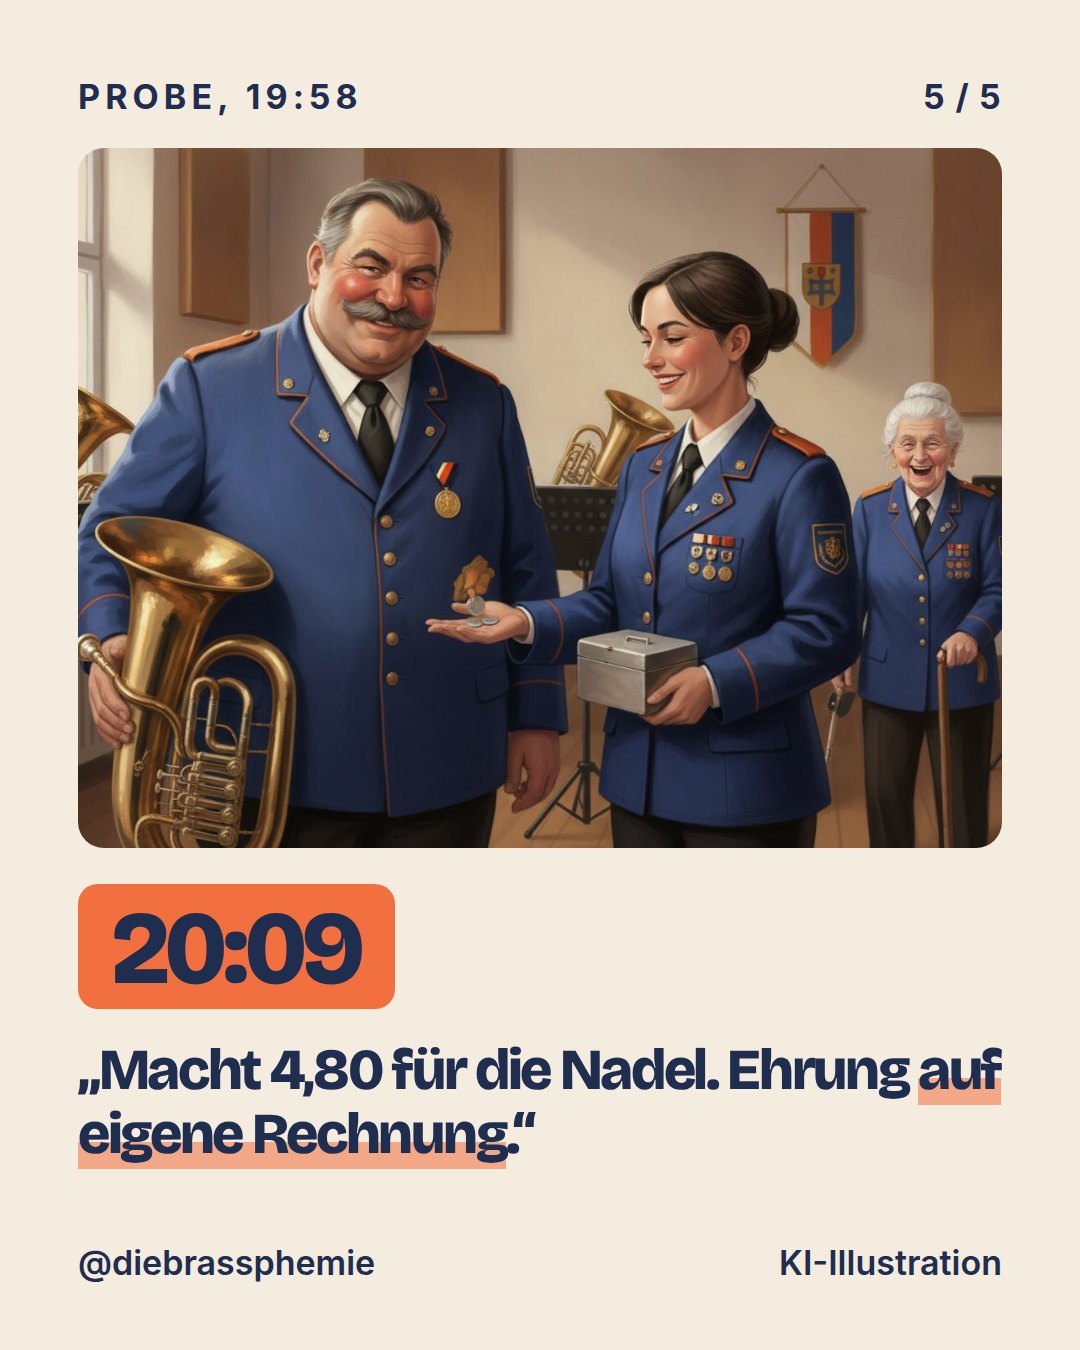 PROBE, 19:58
5 / 5
20:09
„Macht 4,80 für die Nadel. Ehrung auf
eigene Rechnung.“
@diebrassphemie
KI-Illustration